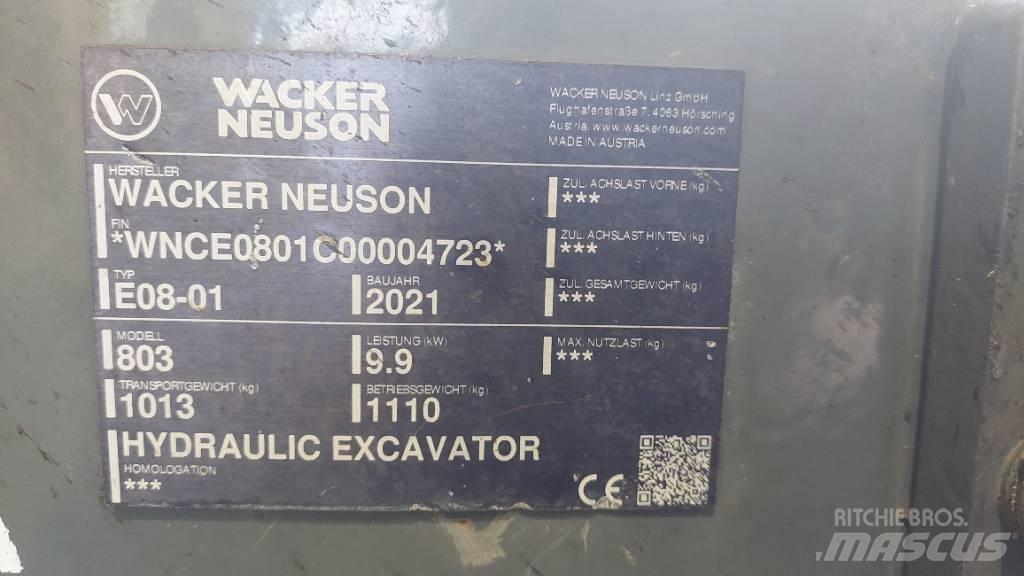 W
WACKER
NEUSON
WACKER NEUSON Linz GmbH
Flughafenstraße 7, 4063 Hörsching
Austria, www.wackerneuson.com
MADE IN AUSTRIA
HERSTELLER
WACKER NEUSON
FIN
*WNCE0801C00004723*
TYP
E08-01
BAUJAHR
2021
ZUL. ACHSLAST VORNE (kg)
***
ZUL. ACHSLAST HINTEN (kg)
***
ZUL. GESAMTGEWICHT (kg)
***
MODELL
803
LEISTUNG (kW)
9.9
MAX. NUTZLAST (kg)
***
TRANSPORTGEWICHT (kg)
1013
BETRIEBSGEWICHT (kg)
1110
HYDRAULIC EXCAVATOR
HOMOLOGATION
***
CE
RITCHIE BROS.
MASCUS